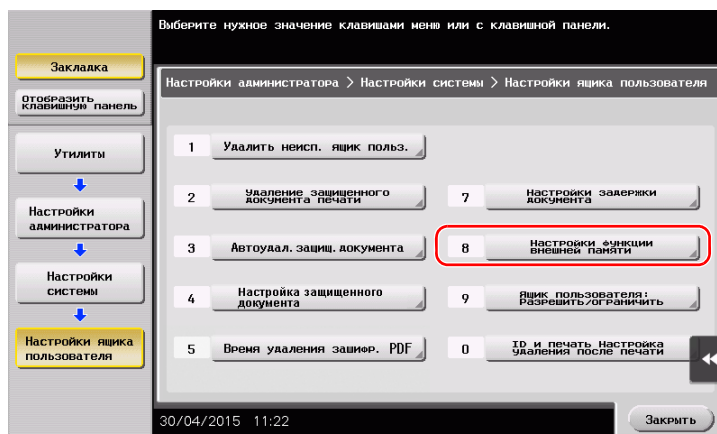 Выберите нужное значение клавишами меню или с клавишной панели.
Закладка
Отобразить
клавишную панель
Настройки администратора > Настройки системы > Настройки ящика пользователя
Утилиты
Настройки
администратора
Настройки
системы
Настройки ящика
пользователя
1 Удалить неисп. ящик польз.
2 Удаление защищенного
документа печати
3 Автоудал. защищ. документа
4 Настройка защищенного
документа
5 Время удаления зашифр. PDF
7 Настройки задержки
документа
8 Настройки функции
внешней памяти
9 Ящик пользователя:
Разрешить/ограничить
0 ID и печать Настройка
удаления после печати
30/04/2015 11:22
Закрыть